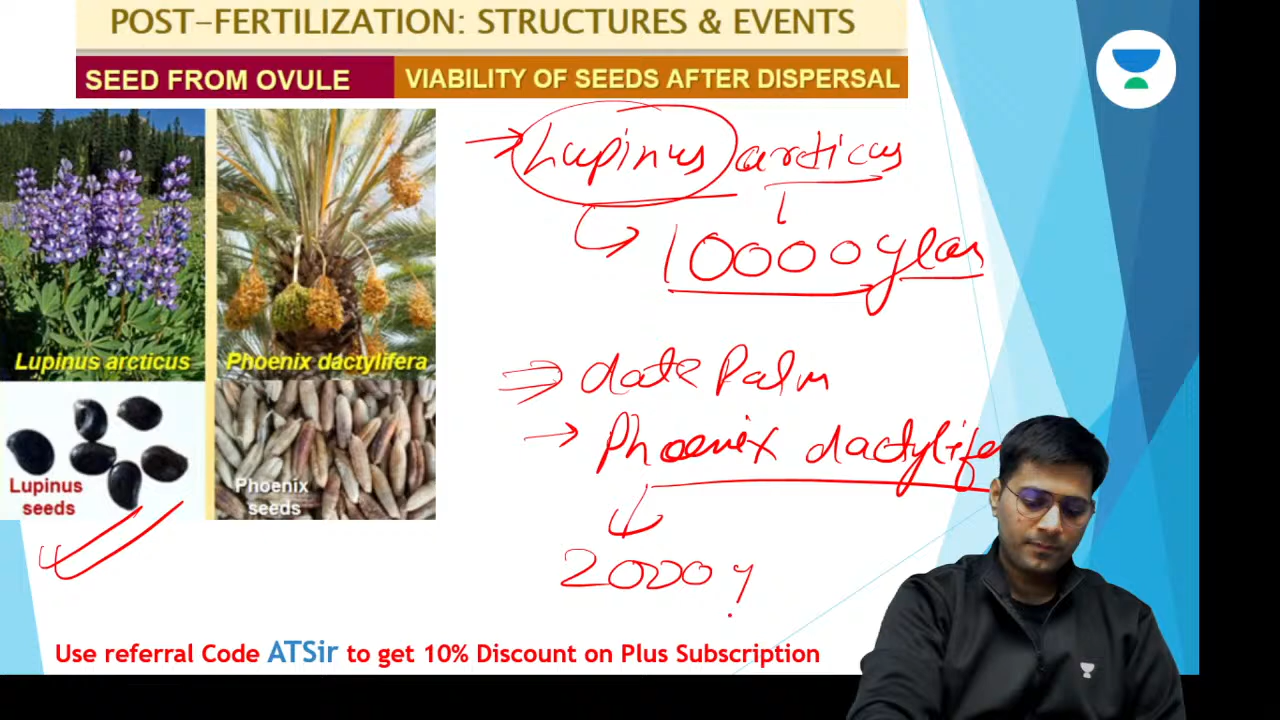 POST-FERTILIZATION: STRUCTURES & EVENTS
SEED FROM OVULE
VIABILITY OF SEEDS AFTER DISPERSAL
Lupinus arcticus
10000 year
Lupinus arcticus
Phoenix dactylifera
date Palm
Phoenix dactylife
Lupinus
seeds
Phoenix
seeds
2000 y
Use referral Code ATSir to get 10% Discount on Plus Subscription